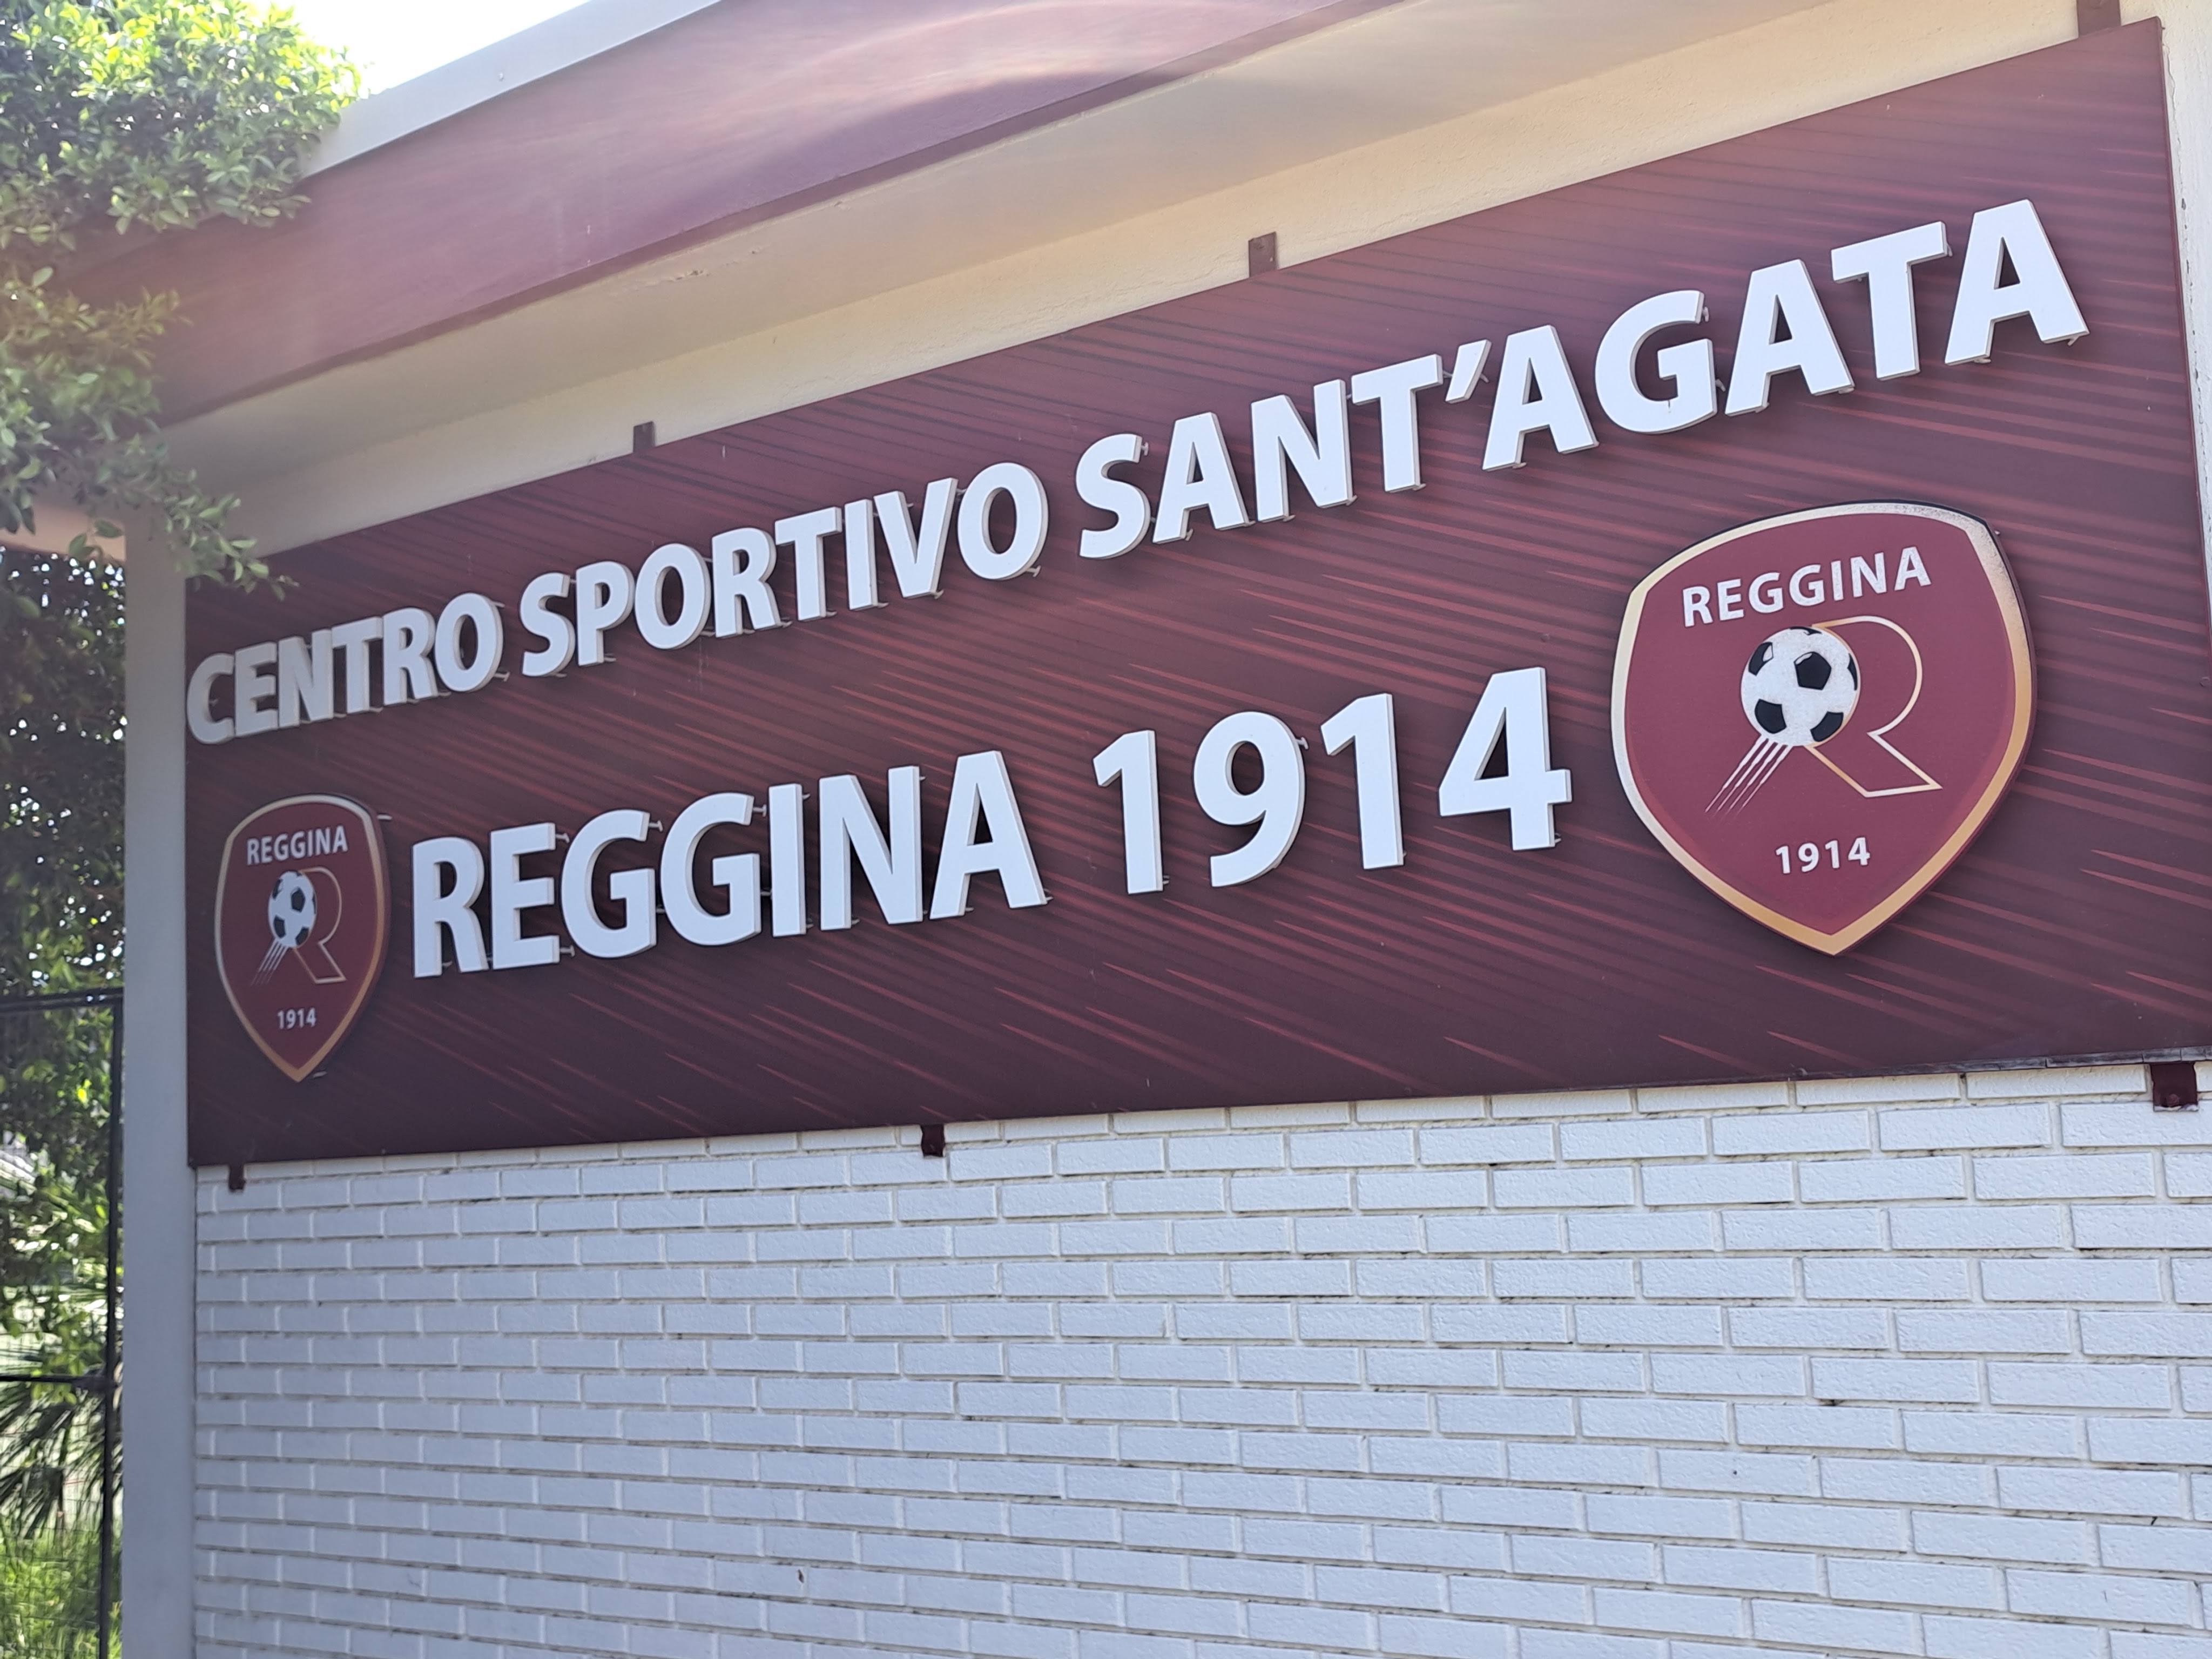 CENTRO SPORTIVO SANT'AGATA
REGGINA
1914
REGGINA 1914
REGGINA
1914